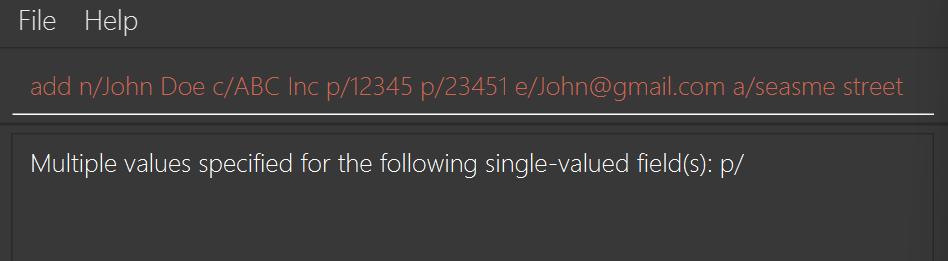 File Help
add n/John Doe c/ABC Inc p/12345 p/23451 e/John@gmail.com a/seasme street
Multiple values specified for the following single-valued field(s): p/